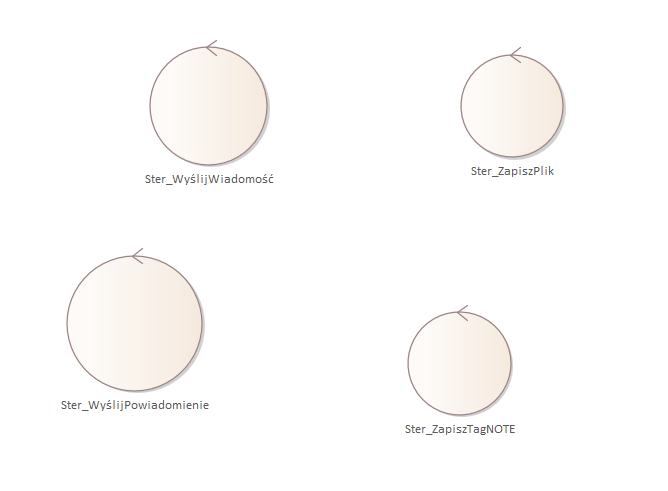 Ster_WyślijWiadomość
Ster_ZapiszPlik
Ster_WyślijPowiadomienie
Ster_ZapiszTagNOTE